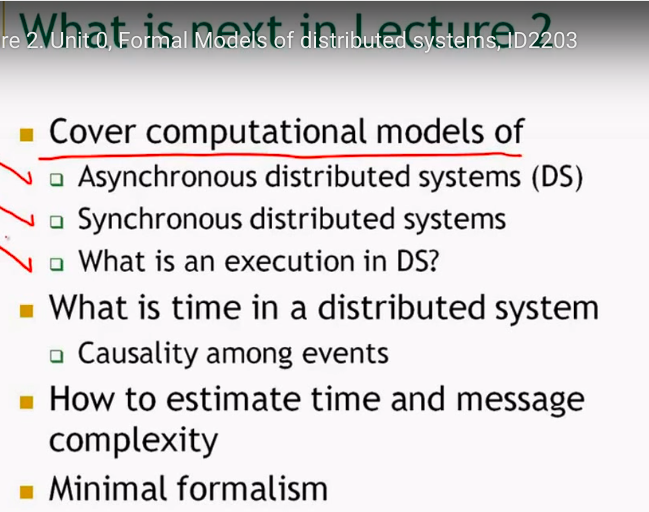 What is next in Lecture 2
re 2. Unit 0, Formal Models of distributed systems, ID2203
Cover computational models of
Asynchronous distributed systems (DS)
Synchronous distributed systems
What is an execution in DS?
What is time in a distributed system
Causality among events
How to estimate time and message
complexity
Minimal formalism